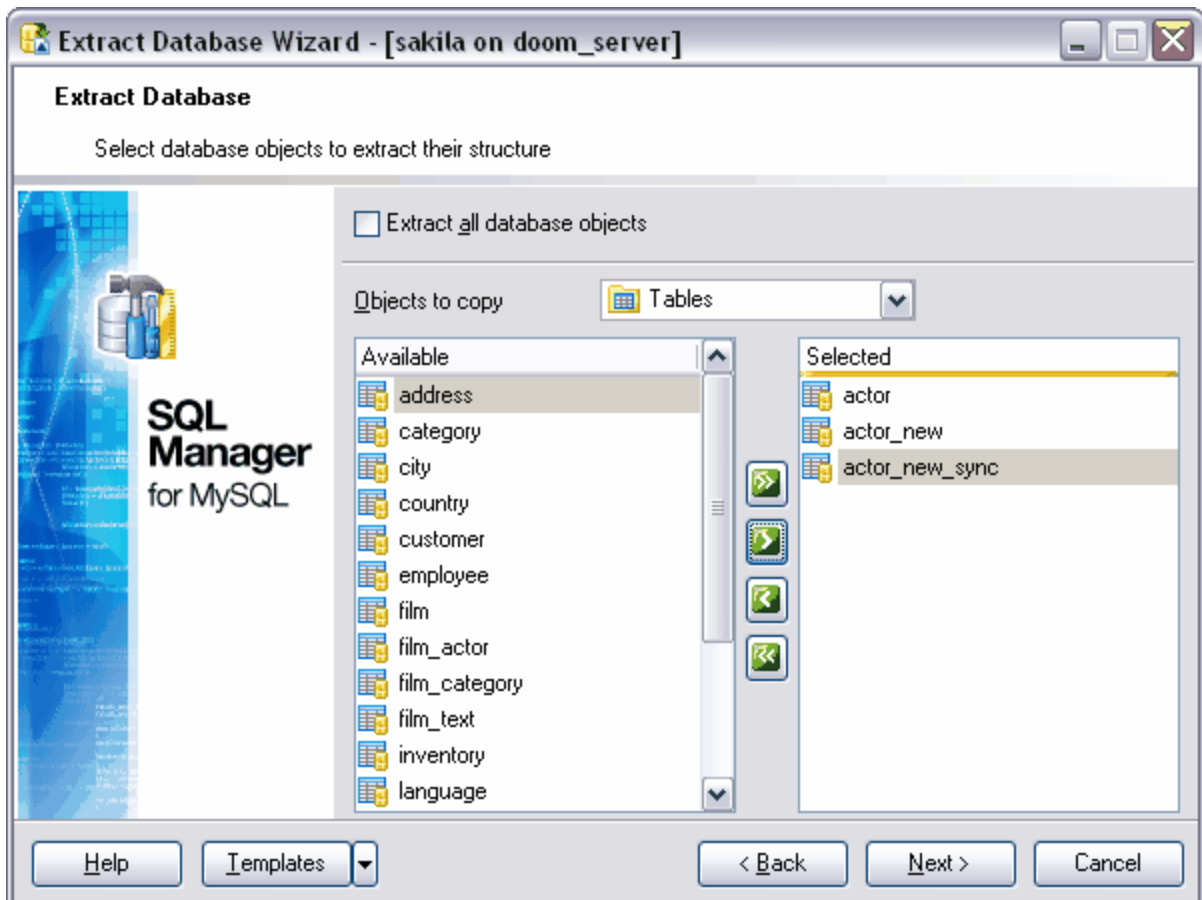 Extract Database Wizard - [sakila on doom_server]
Extract Database
Select database objects to extract their structure
Extract all database objects
Objects to copy
Tables
Available
address
category
city
country
customer
employee
film
film_actor
film_category
film_text
inventory
language
Selected
actor
actor_new
actor_new_sync
SQL
Manager
for MySQL
Help
Templates
< Back
Next >
Cancel